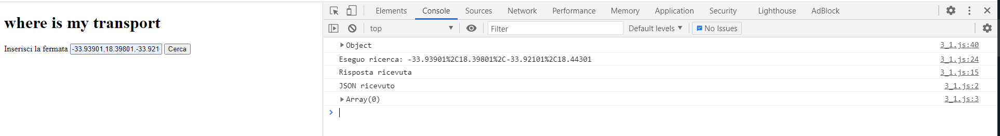 where is my transport
Inserisci la fermata -33.93901,18.39801,-33.921 Cerca
Elements Console Sources Network Performance Memory Application Security Lighthouse AdBlock
top Filter Default levels No Issues
Object 3_1.js:40
Eseguo ricerca: -33.93901%2C18.39801%2C-33.92101%2C18.44301 3_1.js:24
Risposta ricevuta 3_1.js:15
JSON ricevuto 3_1.js:2
Array(0) 3_1.js:3